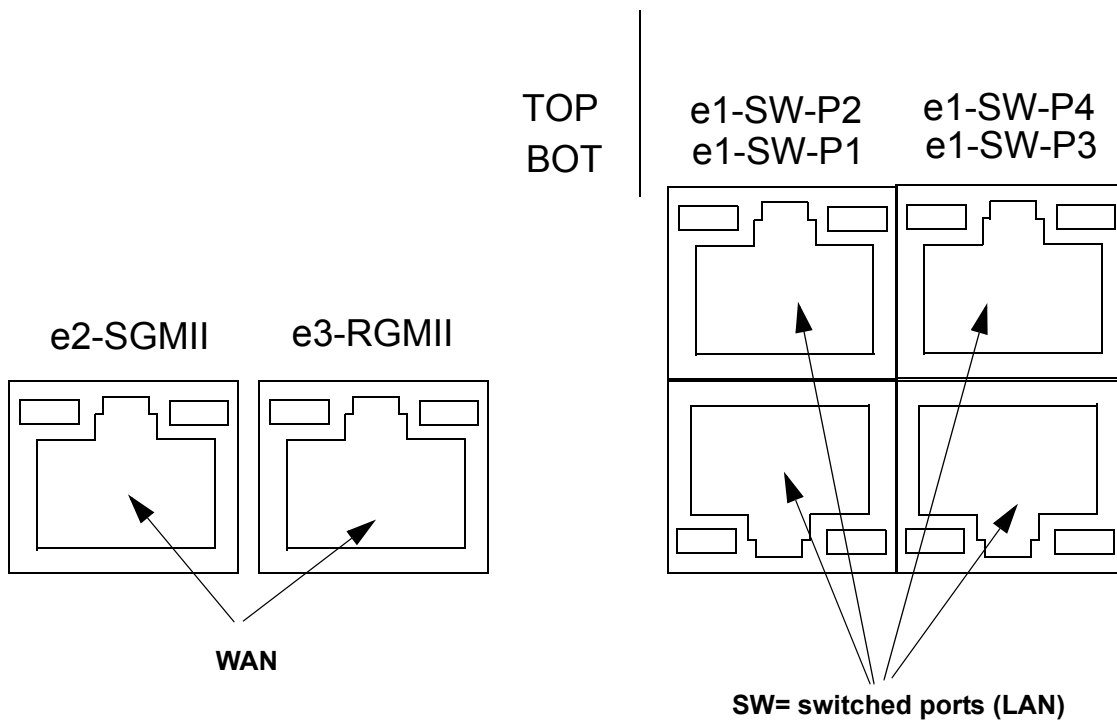 TOP e1-SW-P2 e1-SW-P4
BOT e1-SW-P1 e1-SW-P3
e2-SGMII e3-RGMII
WAN
SW= switched ports (LAN)